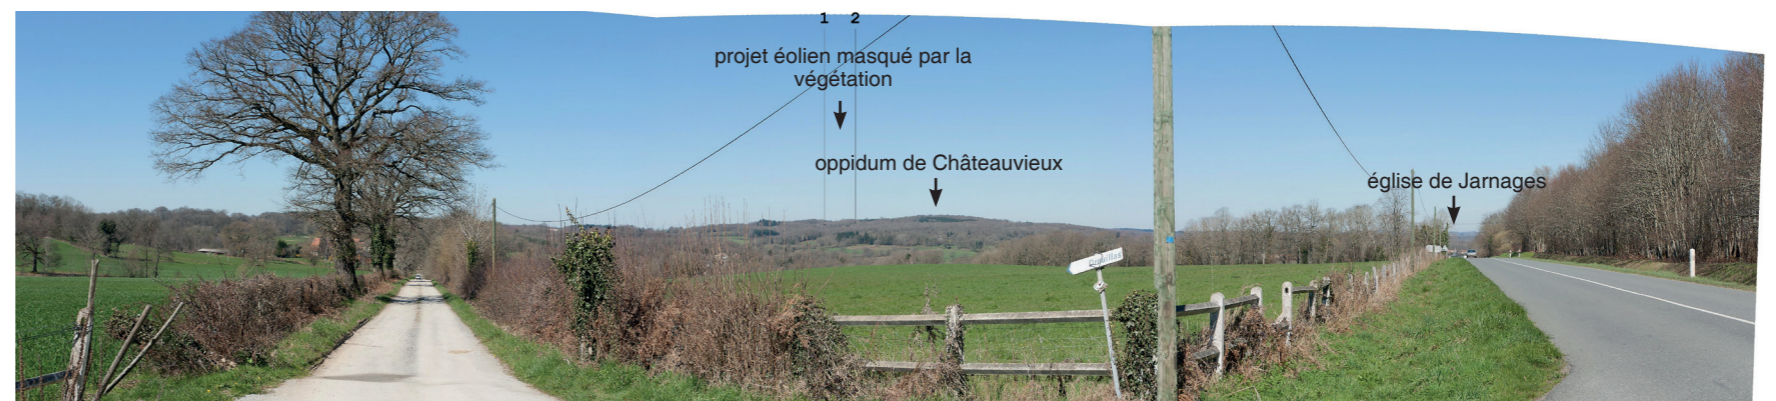 1 2
projet éolien masqué par la
végétation
oppidum de Châteauvieux
église de Jarnages